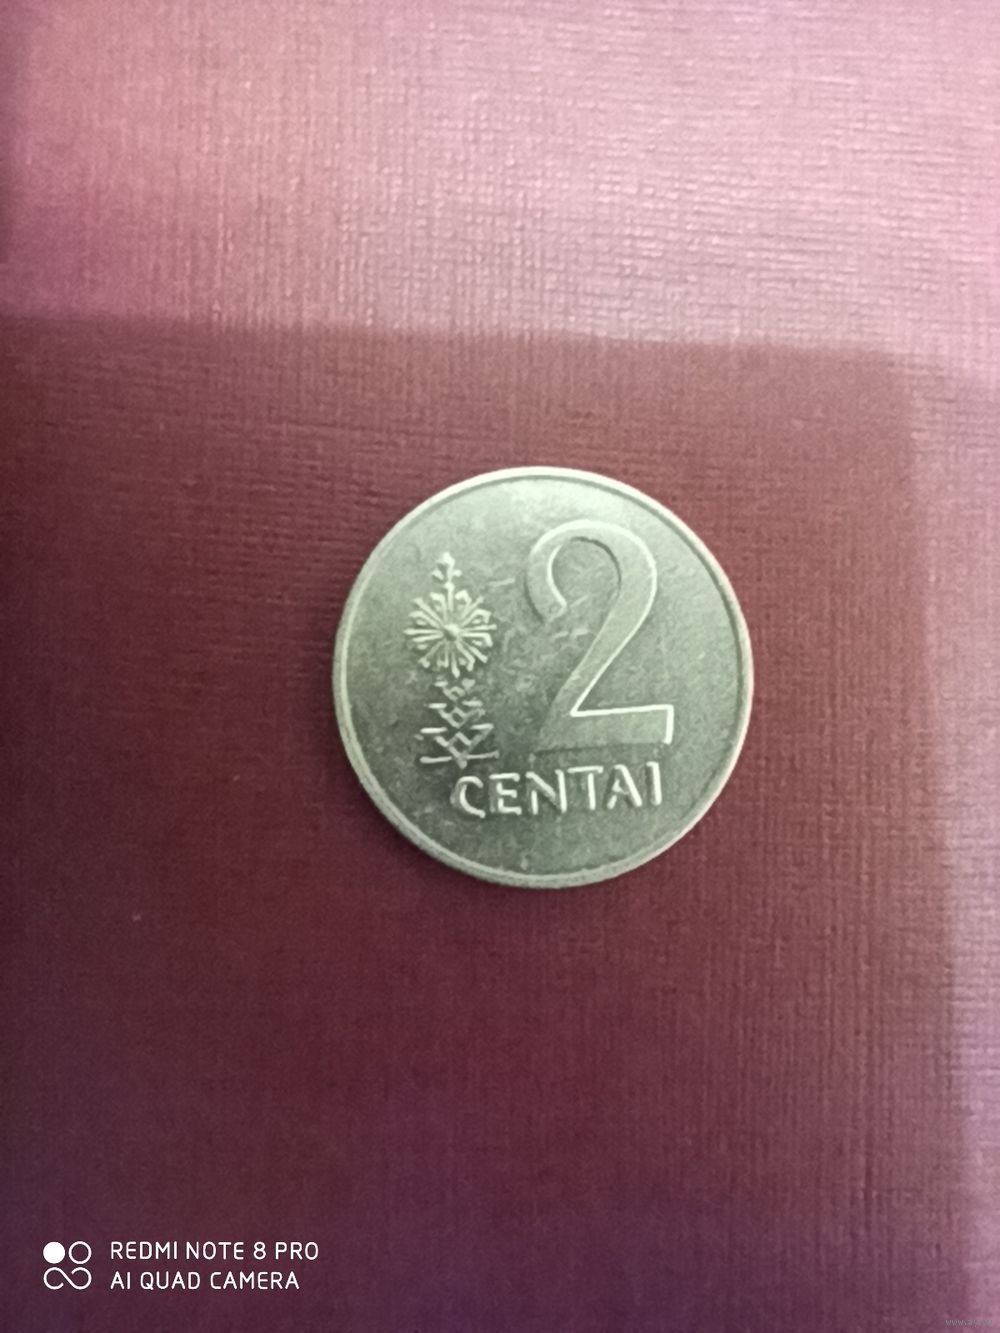 2
CENTAI
REDMI NOTE 8 PRO
AI QUAD CAMERA